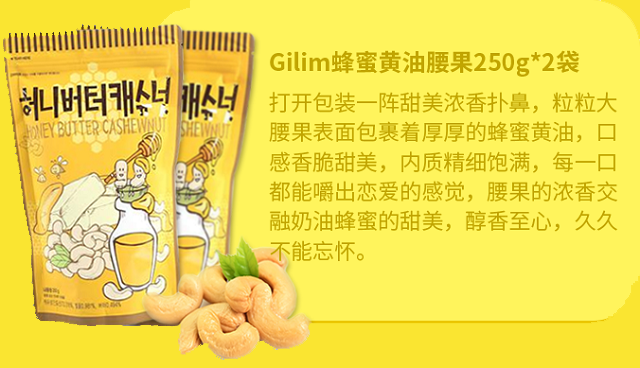 Gilim蜂蜜黄油腰果250g*2袋
打开包装一阵甜美浓香扑鼻，粒粒大
腰果表面包裹着厚厚的蜂蜜黄油，口
感香脆甜美，内质精细饱满，每一口
都能嚼出恋爱的感觉，腰果的浓香交
融奶油蜂蜜的甜美，醇香至心，久久
不能忘怀。
허니버터캐슈넛
HONEY BUTTER CASHEWNUT